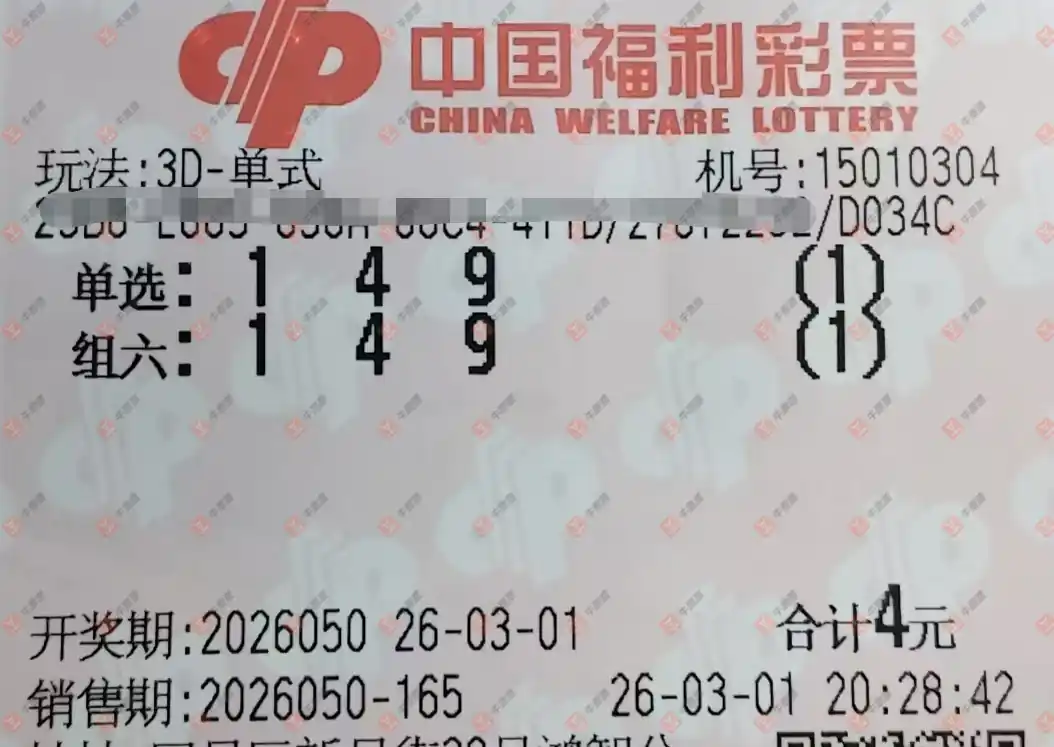 中国福利彩票
CHINA WELFARE LOTTERY
玩法:3D-单式 机号:15010304
/D034C
单选: 1 4 9 (1)
组六: 1 4 9 (1)
开奖期:2026050 26-03-01 合计4元
销售期:2026050-165 26-03-01 20:28:42